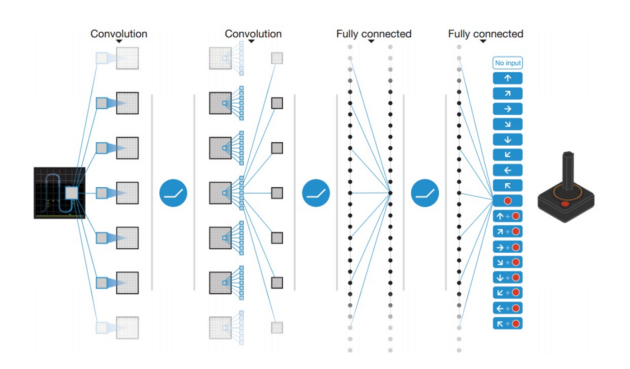 Convolution
Convolution
Fully connected
Fully connected
No input